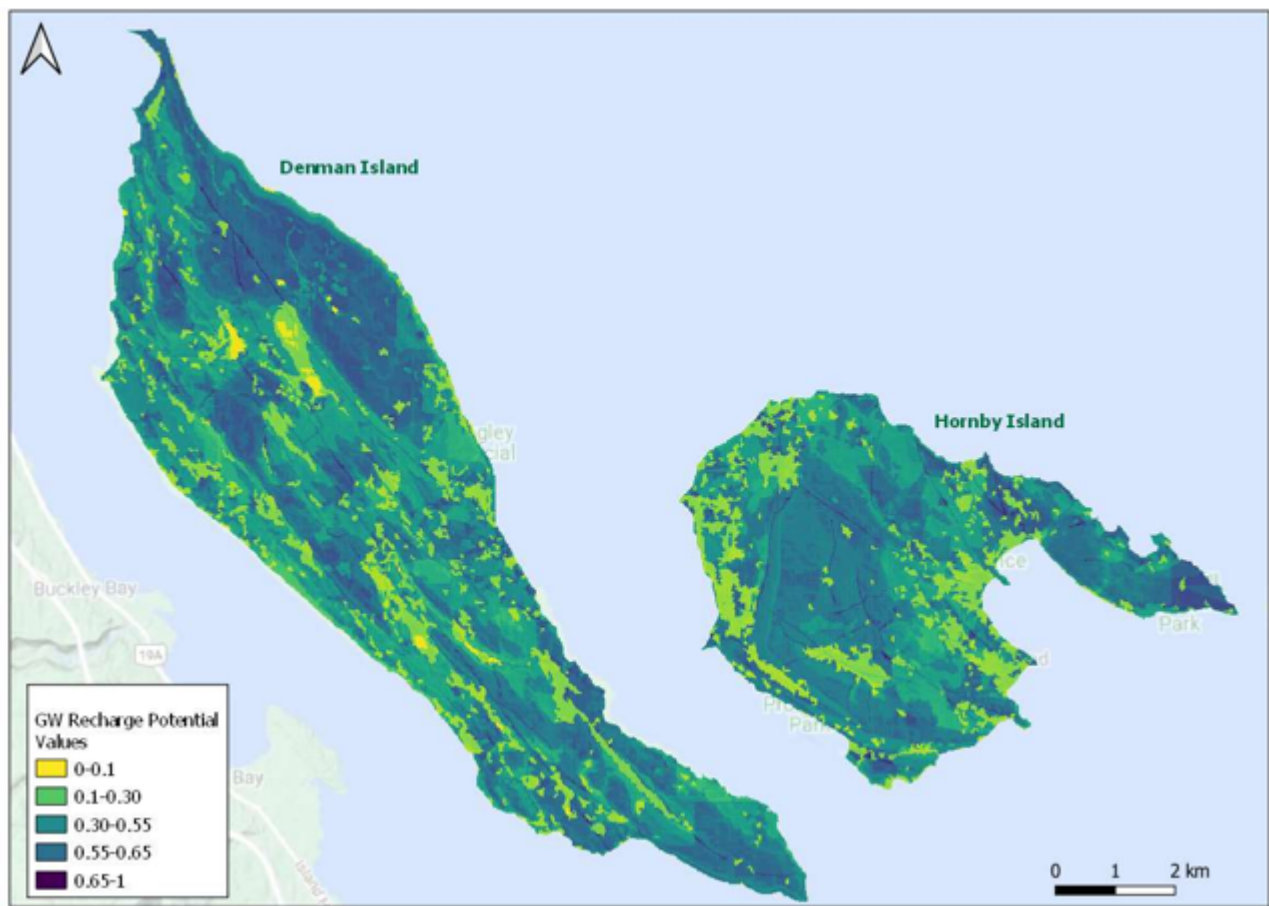 Denman Island
Hornby Island
Buckley Bay
19A
Park
Bay
GW Recharge Potential
Values
0-0.1
0.1-0.30
0.30-0.55
0.55-0.65
0.65-1
0 1 2 km